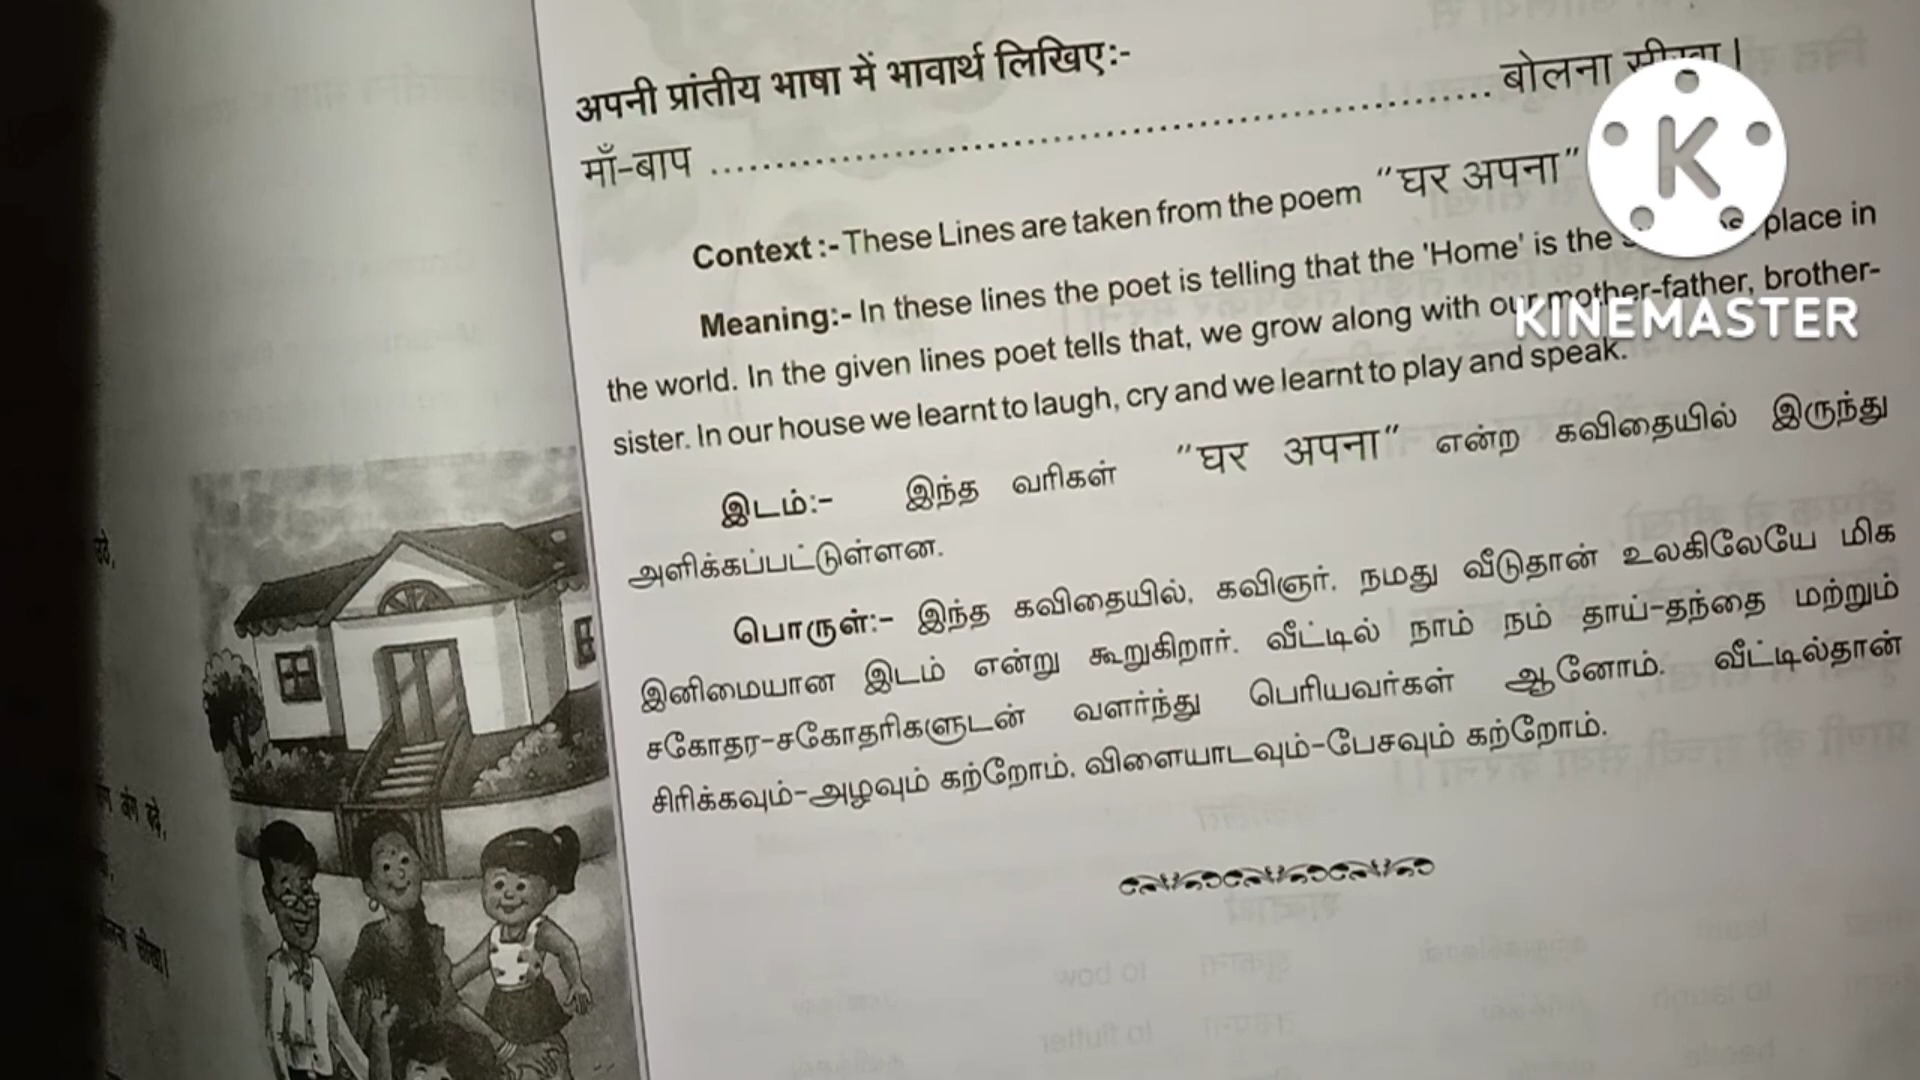 अपनी प्रांतीय भाषा में भावार्थ लिखिए:-
माँ-बाप ............................................................ बोलना सीखा।
Context :- These Lines are taken from the poem “घर अपना”
Meaning:- In these lines the poet is telling that the 'Home' is the place in
the world. In the given lines poet tells that, we grow along with our mother-father, brother-
sister. In our house we learnt to laugh, cry and we learnt to play and speak.
இடம்:- இந்த வரிகள் “घर अपना” என்ற கவிதையில் இருந்து
அளிக்கப்பட்டுள்ளன.
பொருள்:- இந்த கவிதையில், கவிஞர், நமது வீடுதான் உலகிலேயே மிக
இனிமையான இடம் என்று கூறுகிறார். வீட்டில் நாம் நம் தாய்-தந்தை மற்றும்
சகோதர-சகோதரிகளுடன் வளர்ந்து பெரியவர்கள் ஆனோம். வீட்டில்தான்
சிரிக்கவும்-அழவும் கற்றோம், விளையாடவும்-பேசவும் கற்றோம்.
K
KINEMASTER